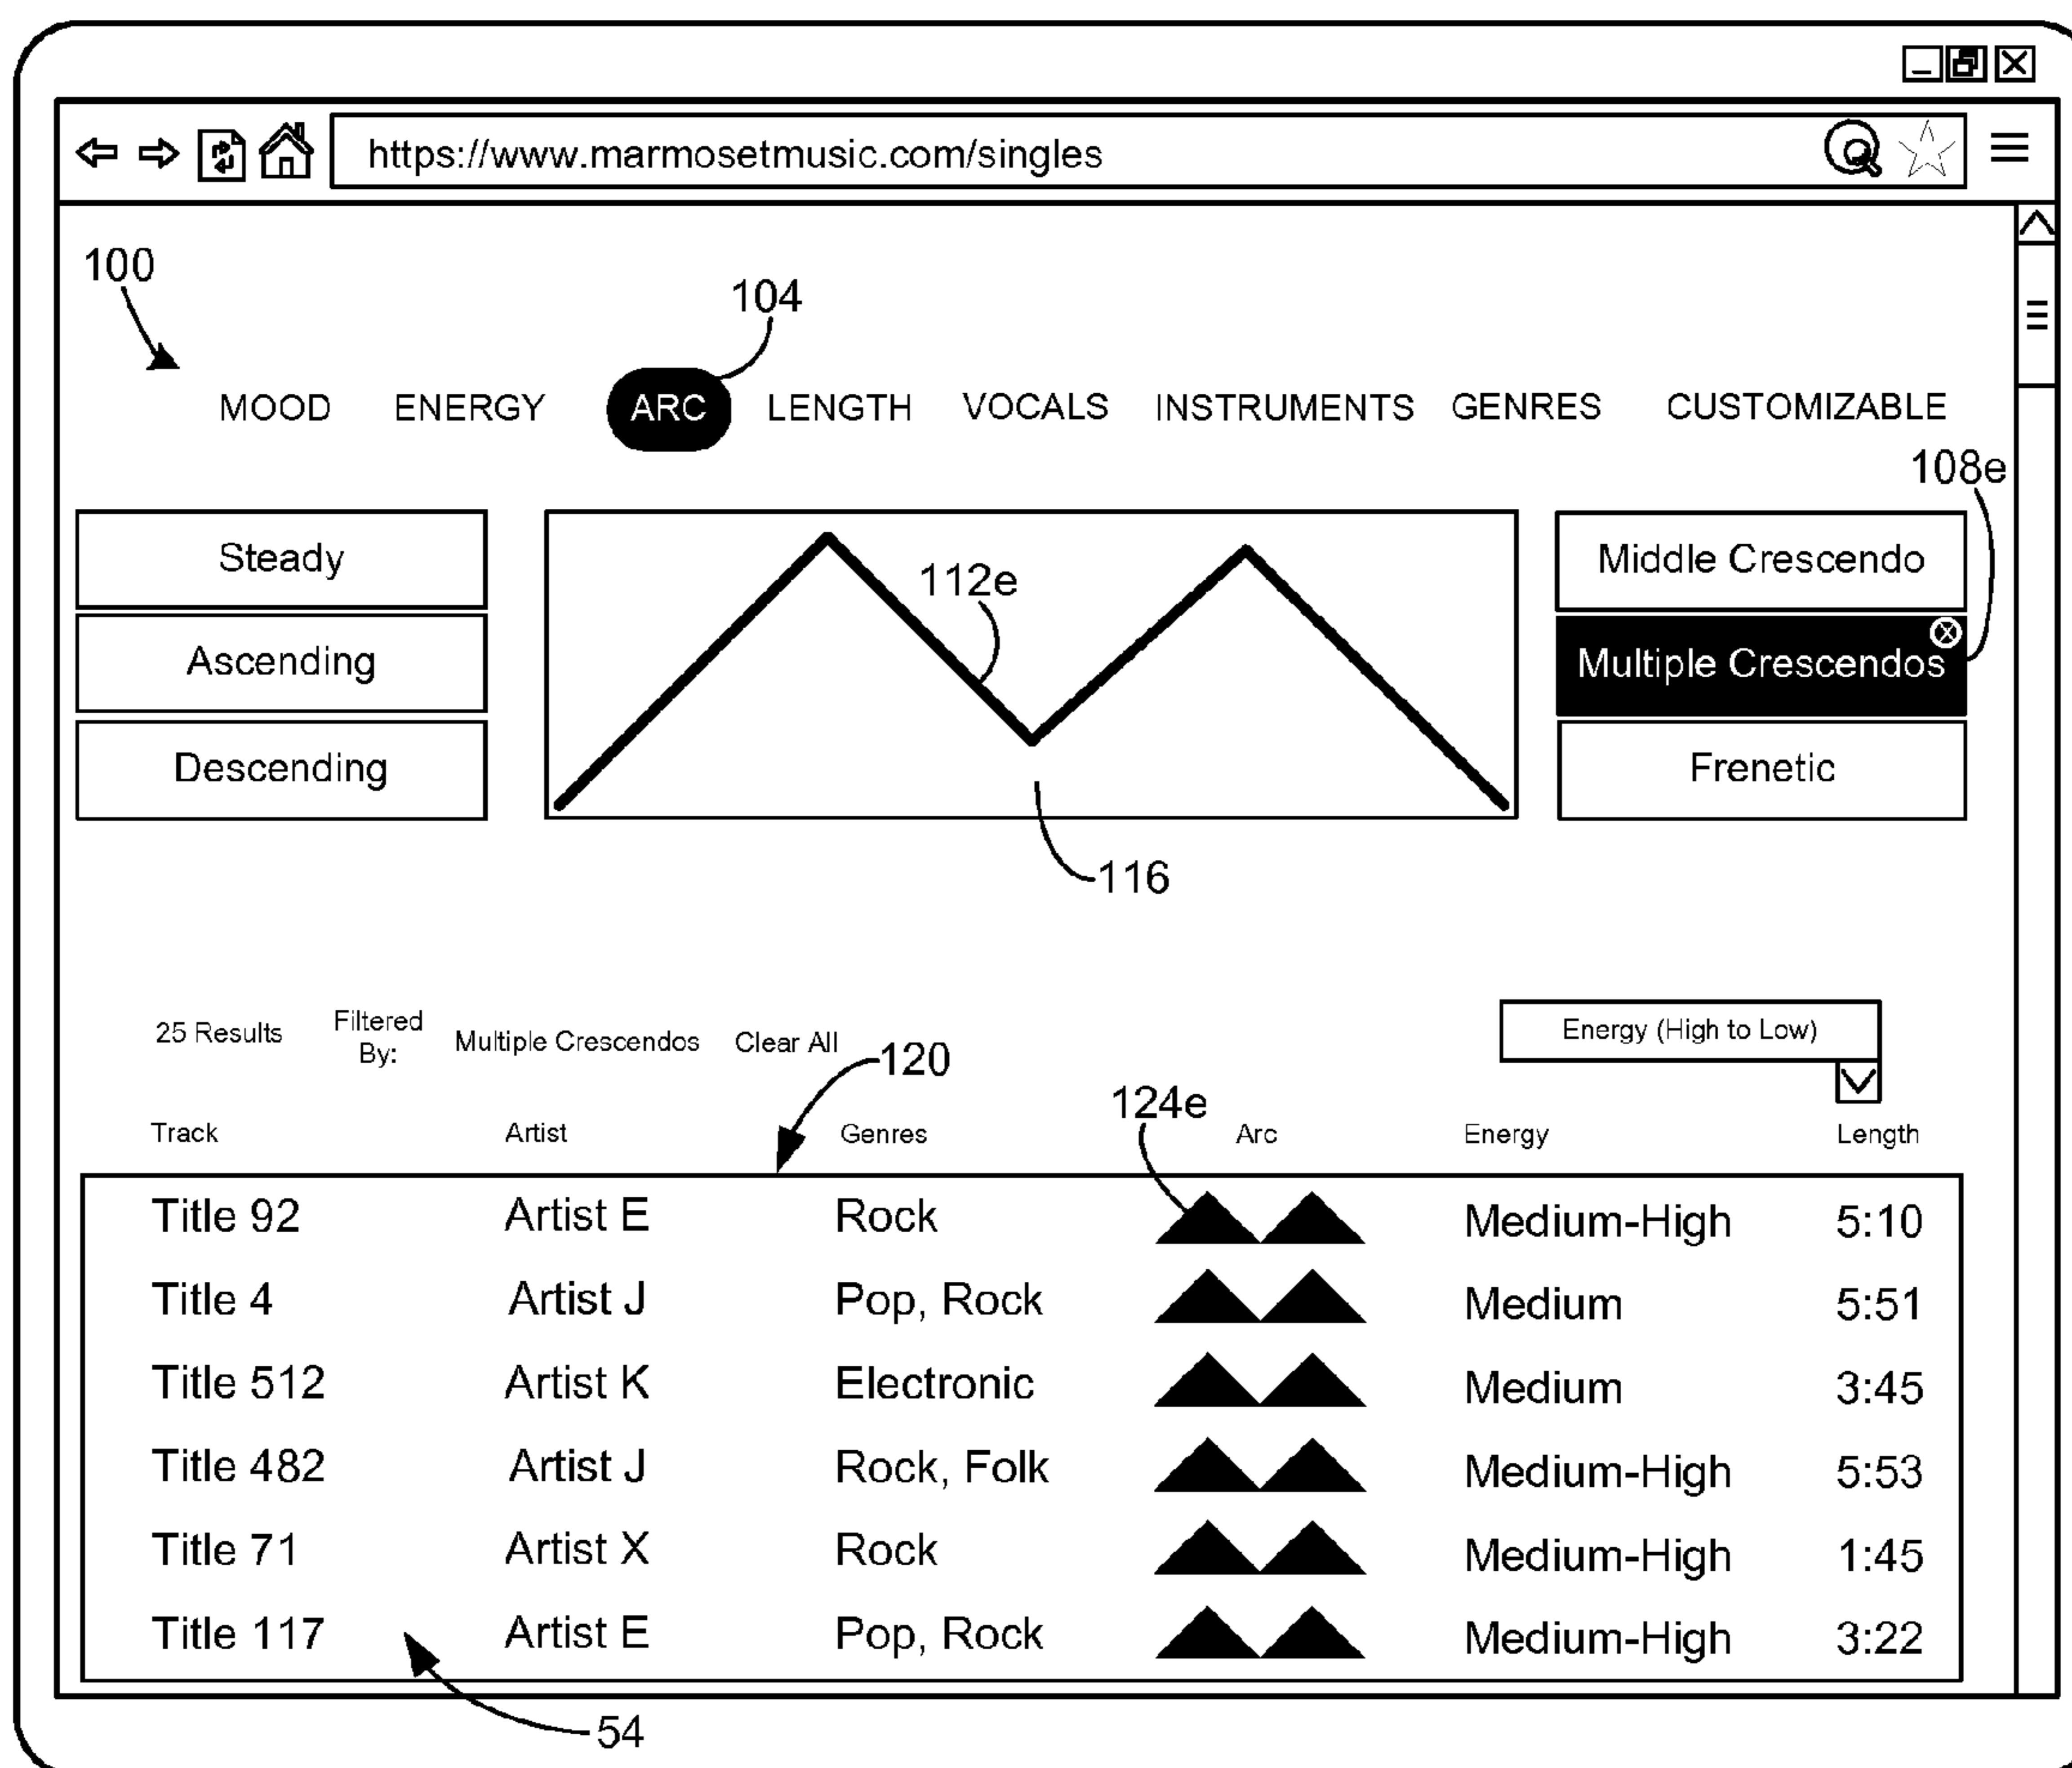 https://www.marmosetmusic.com/singles
100
104
MOOD ENERGY ARC LENGTH VOCALS INSTRUMENTS GENRES CUSTOMIZABLE
108e
Steady
Ascending
Descending
112e
116
Middle Crescendo
Multiple Crescendos
Frenetic
25 Results Filtered By: Multiple Crescendos Clear All
Energy (High to Low)
120
124e
Track Artist Genres Arc Energy Length
Title 92 Artist E Rock Medium-High 5:10
Title 4 Artist J Pop, Rock Medium 5:51
Title 512 Artist K Electronic Medium 3:45
Title 482 Artist J Rock, Folk Medium-High 5:53
Title 71 Artist X Rock Medium-High 1:45
Title 117 Artist E Pop, Rock Medium-High 3:22
54